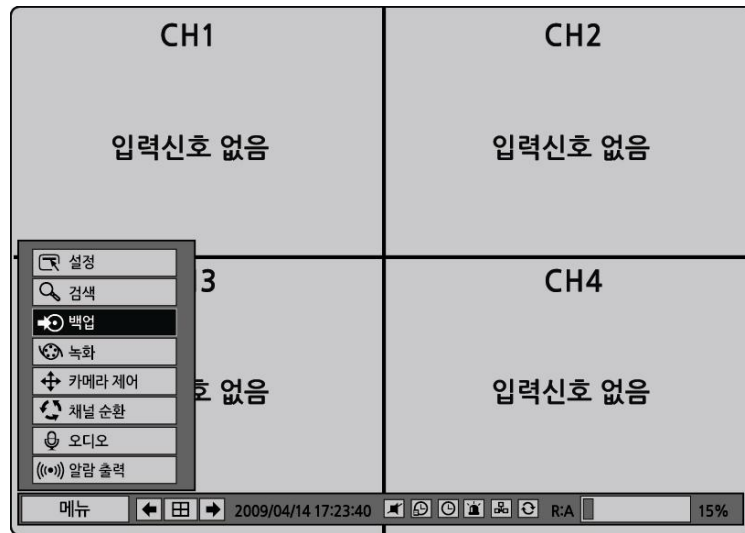 CH1
CH2
입력신호 없음
입력신호 없음
설정
검색
3
CH4
백업
녹화
카메라 제어
호 없음
입력신호 없음
채널 순환
오디오
알람 출력
메뉴
2009/04/14 17:23:40
R:A
15%